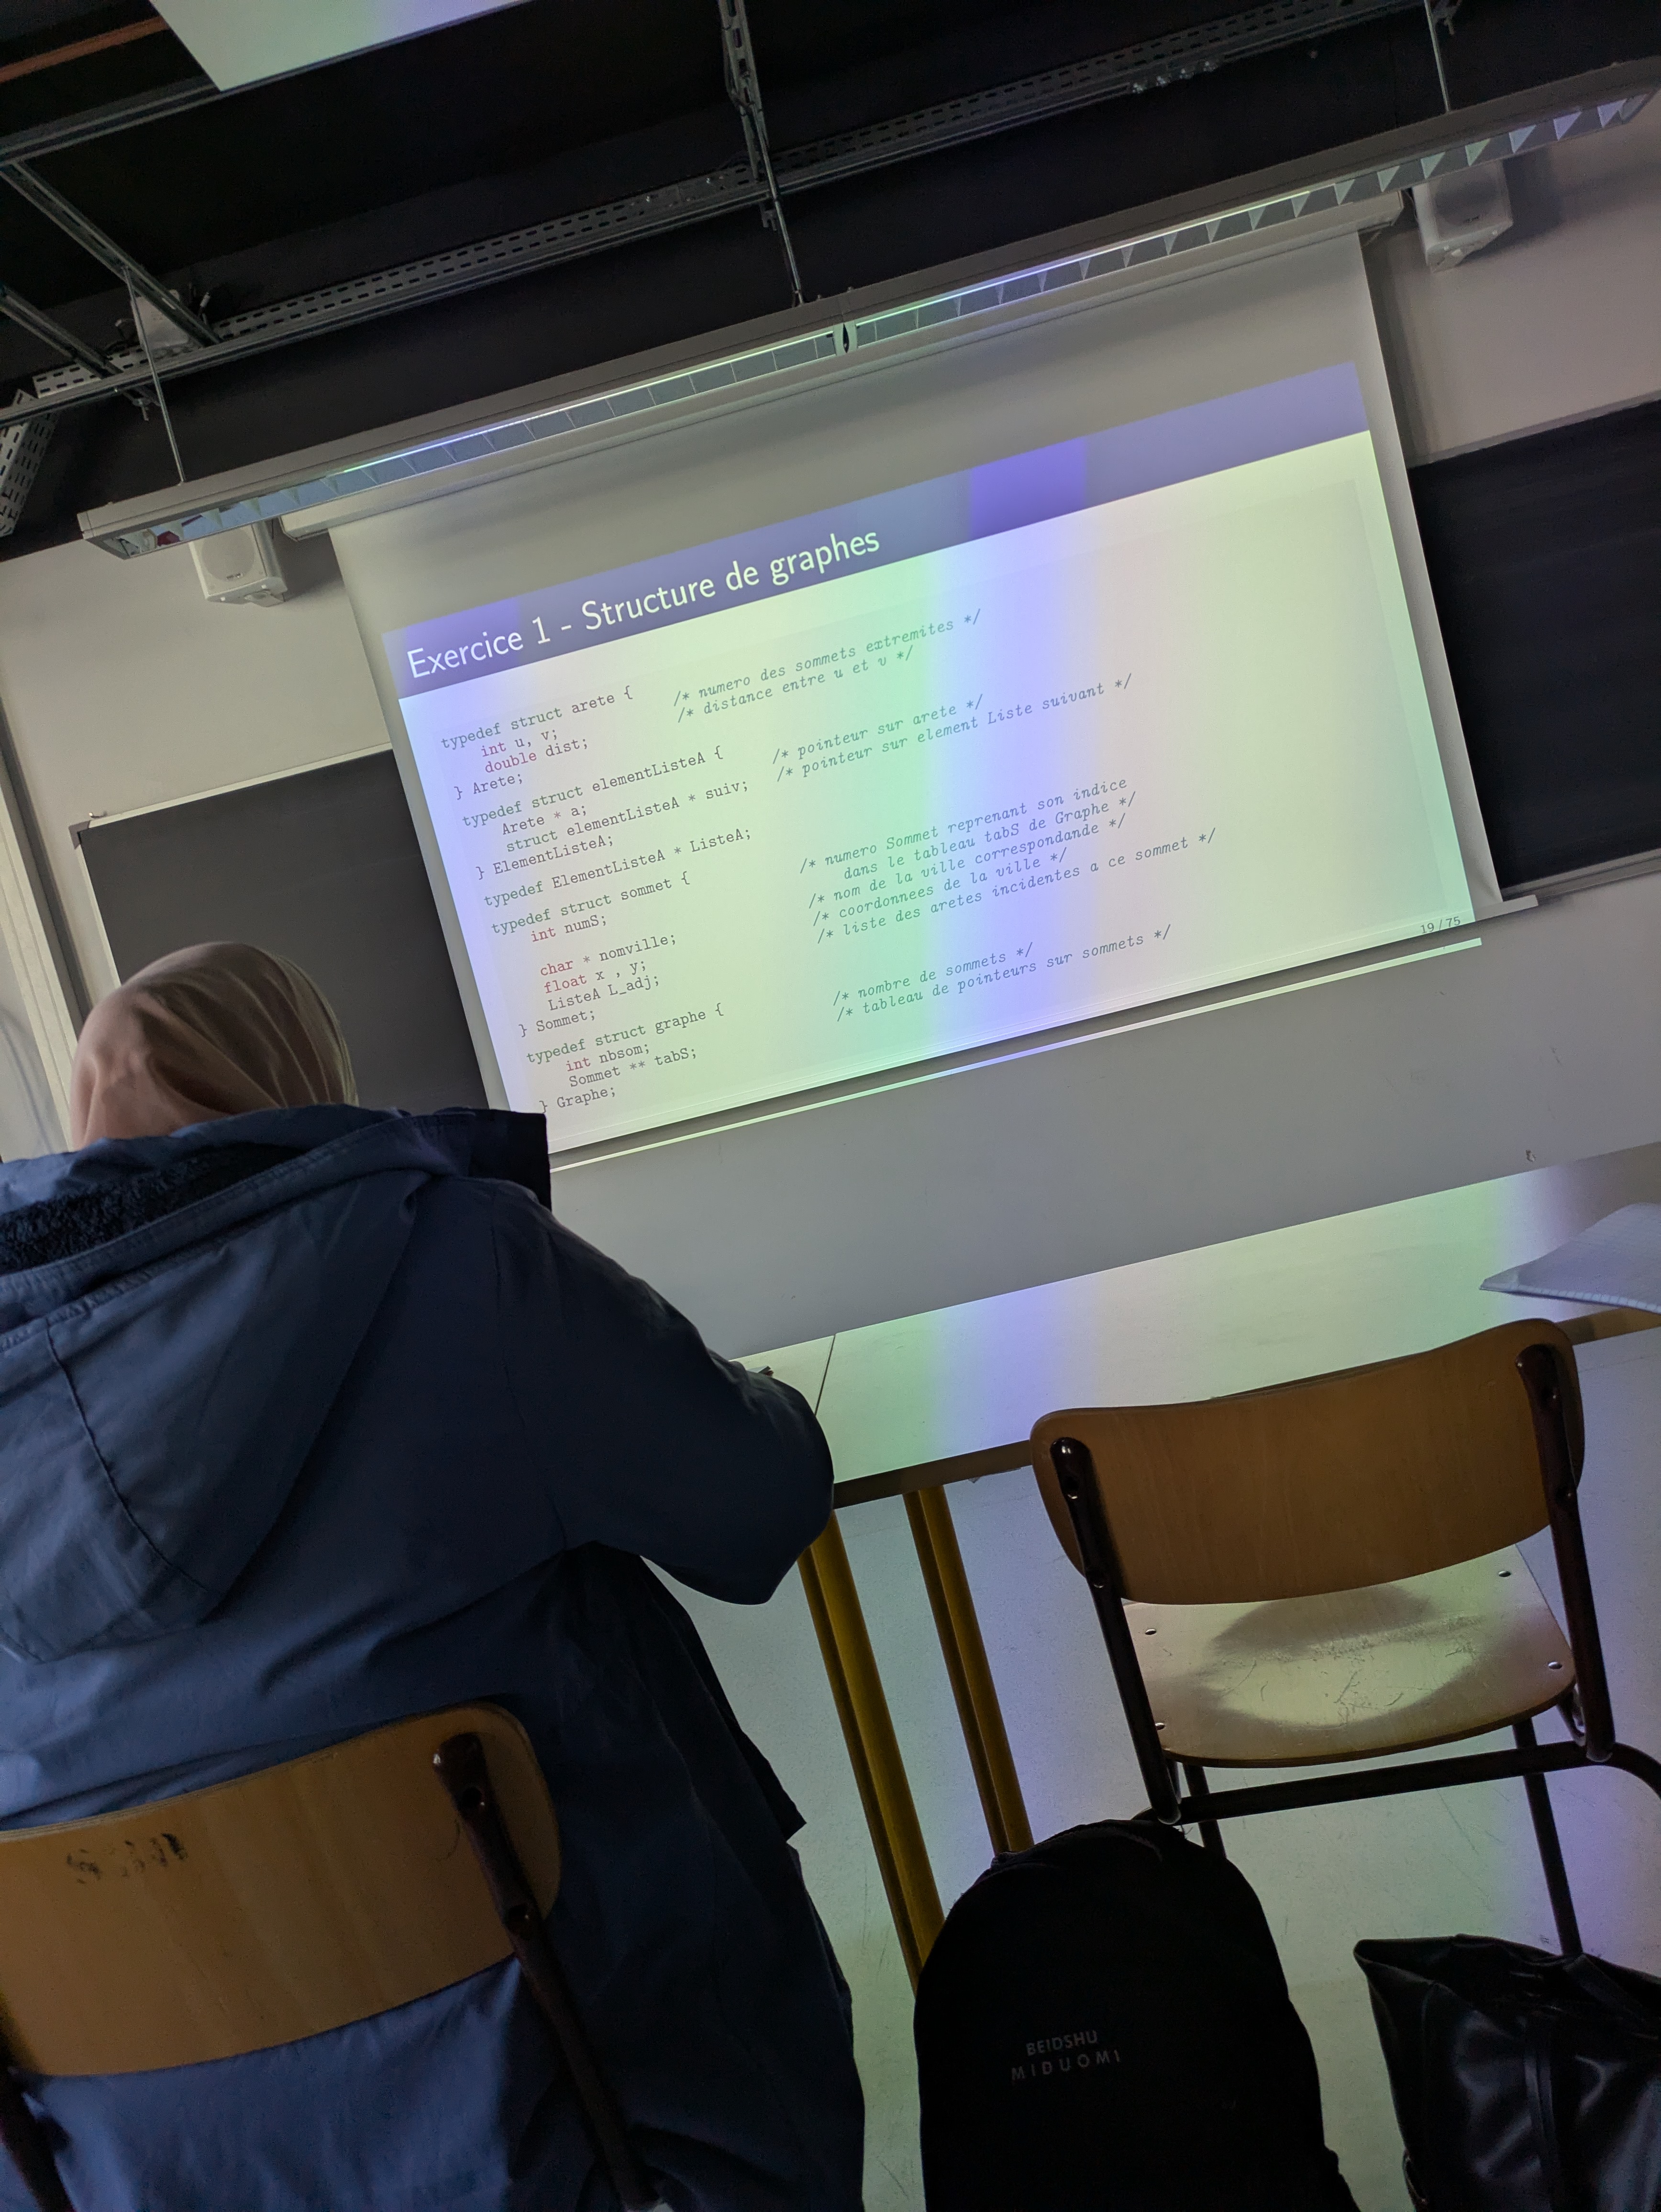 Exercice 1 - Structure de graphes
typedef struct arete {
int u, v; /* numero des sommets extremites */
double dist; /* distance entre u et v */
} Arete;
typedef struct elementListeA {
Arete * a; /* pointeur sur arete */
struct elementListeA * suiv; /* pointeur sur element Liste suivant */
} ElementListeA;
typedef ElementListeA * ListeA;
typedef struct sommet {
int numS; /* numero Sommet reprenant son indice
dans le tableau tabS de Graphe */
char * nomville; /* nom de la ville correspondande */
float x , y; /* coordonnees de la ville */
ListeA L_adj; /* liste des aretes incidentes a ce sommet */
} Sommet;
typedef struct graphe {
int nbsom; /* nombre de sommets */
Sommet ** tabS; /* tableau de pointeurs sur sommets */
} Graphe;
19 / 75
BEIDSHU
MIDUOMI